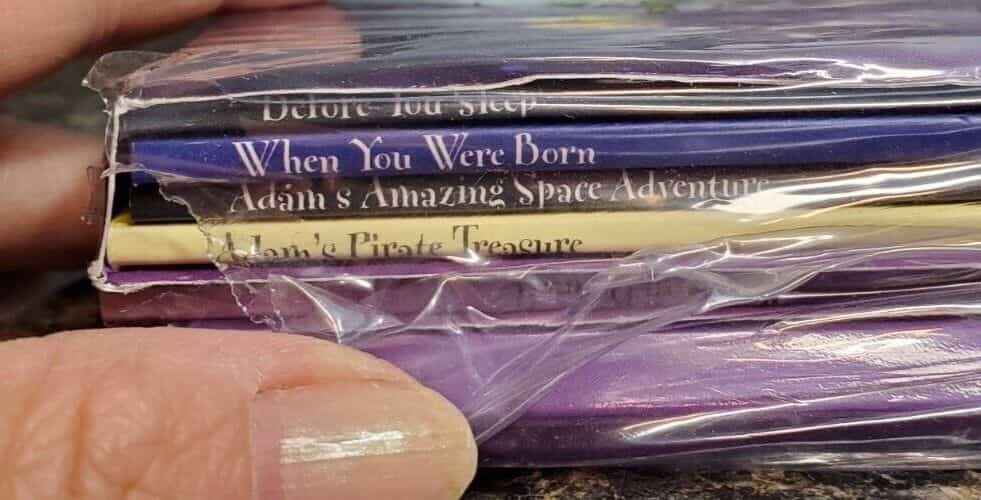 Before You Sleep
When You Were Born
Adam's Amazing Space Adventure
Adam's Pirate Treasure